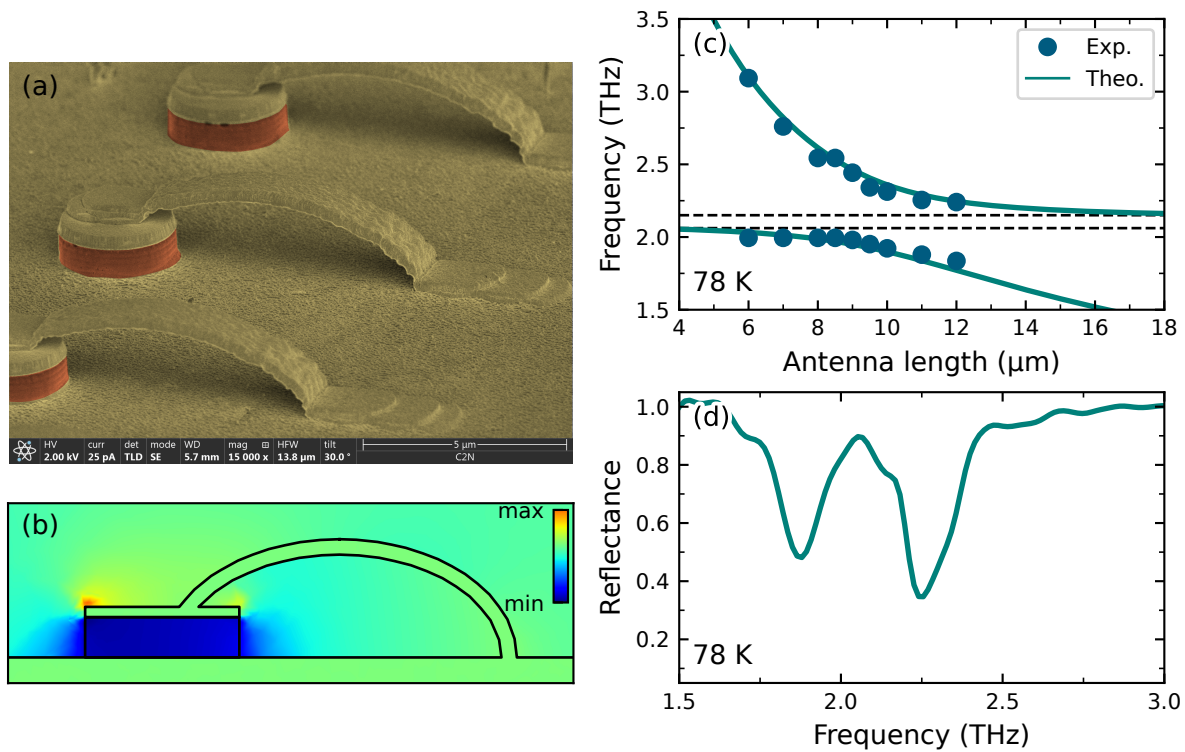 (a)
HV curr det mode WD mag HFW tilt
2.00 kV 25 pA TLD SE 5.7 mm 15 000 x 13.8 µm 30.0 °
5 µm
C2N
(b)
max
min
(c)
Exp.
Theo.
3.5
3.0
2.5
2.0
1.5
Frequency (THz)
78 K
4 6 8 10 12 14 16 18
Antenna length (µm)
(d)
1.0
0.8
0.6
0.4
0.2
Reflectance
78 K
1.5 2.0 2.5 3.0
Frequency (THz)